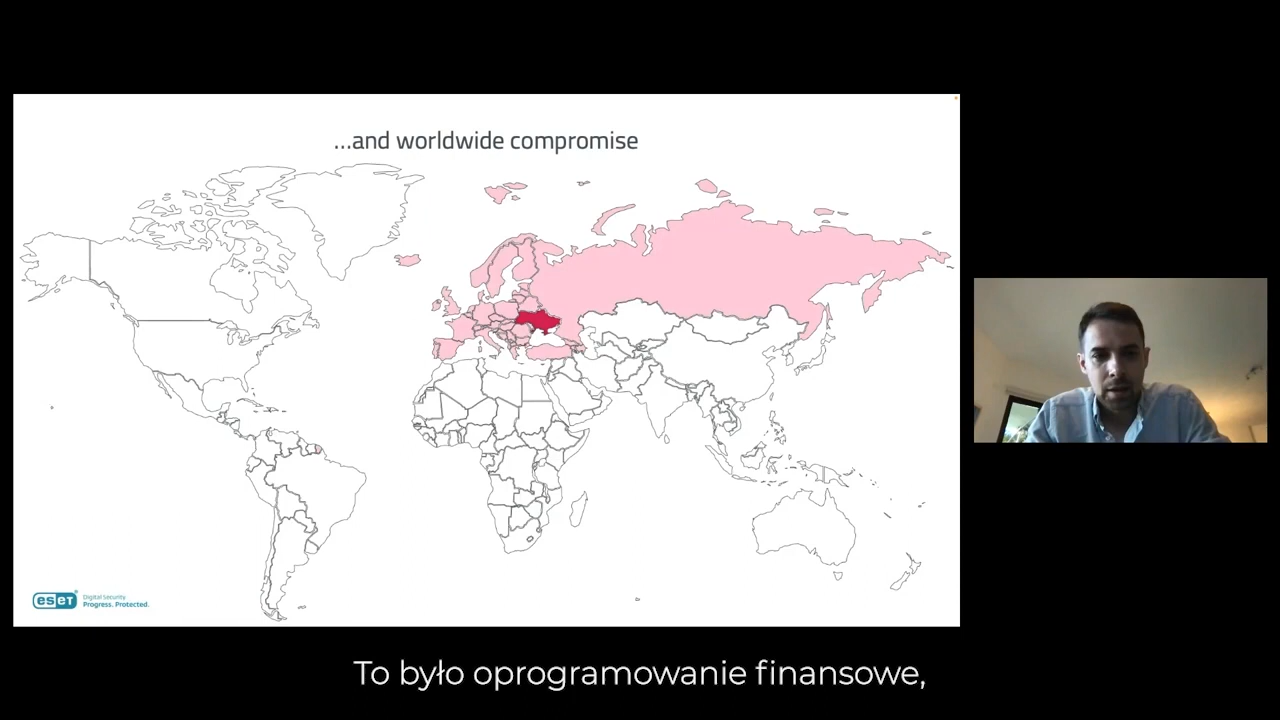 ...and worldwide compromise
eset
Digital Security
Progress. Protected.
To było oprogramowanie finansowe,